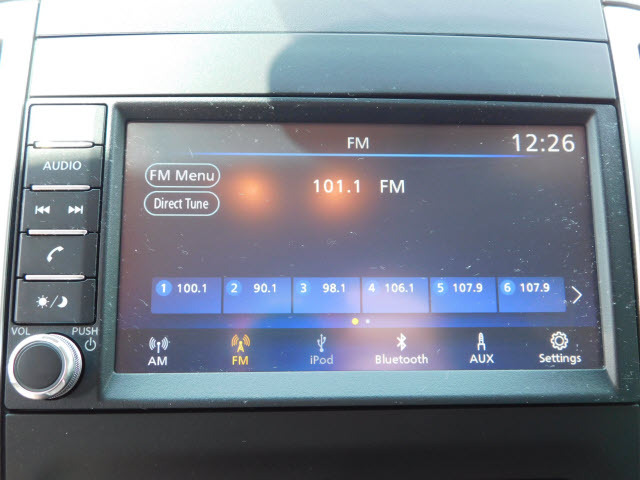 FM 12:26
AUDIO
FM Menu
101.1 FM
Direct Tune
1 100.1 2 90.1 3 98.1 4 106.1 5 107.9 6 107.9
VOL PUSH
AM FM iPod Bluetooth AUX Settings